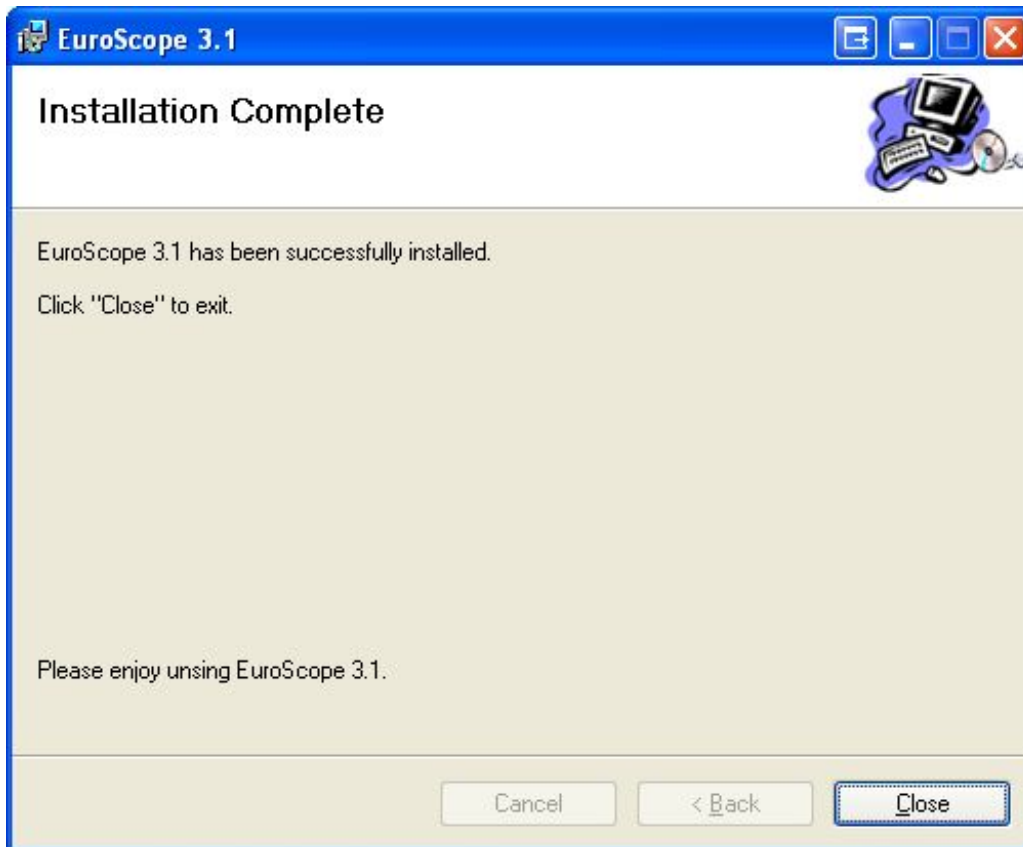 EuroScope 3.1
Installation Complete
EuroScope 3.1 has been successfully installed.
Click "Close" to exit.
Please enjoy unsing EuroScope 3.1.
Cancel
< Back
Close